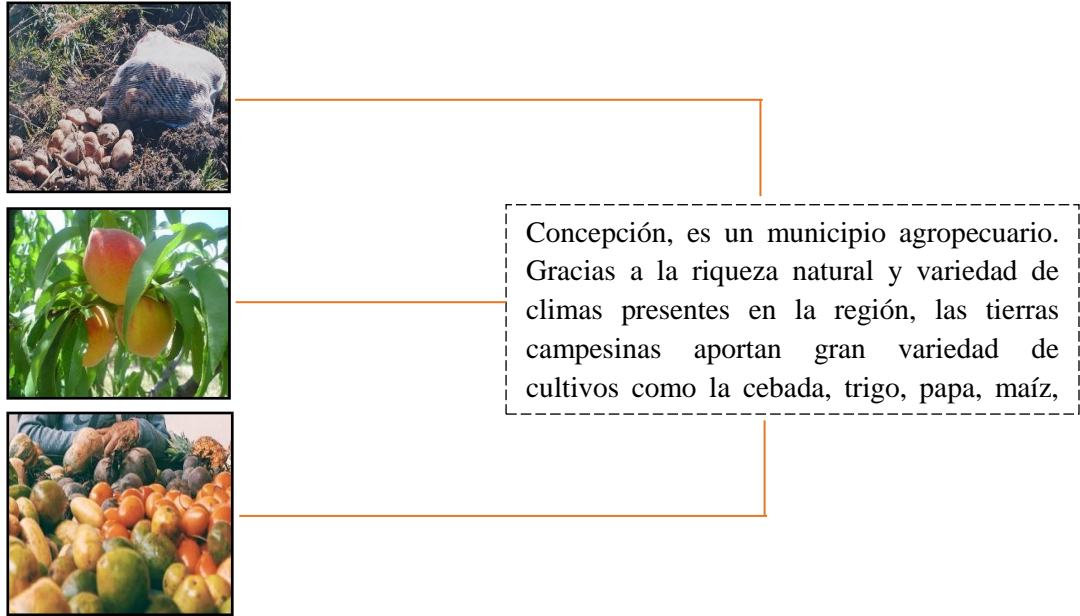 Concepción, es un municipio agropecuario.
Gracias a la riqueza natural y variedad de
climas presentes en la región, las tierras
campesinas aportan gran variedad de
cultivos como la cebada, trigo, papa, maíz,